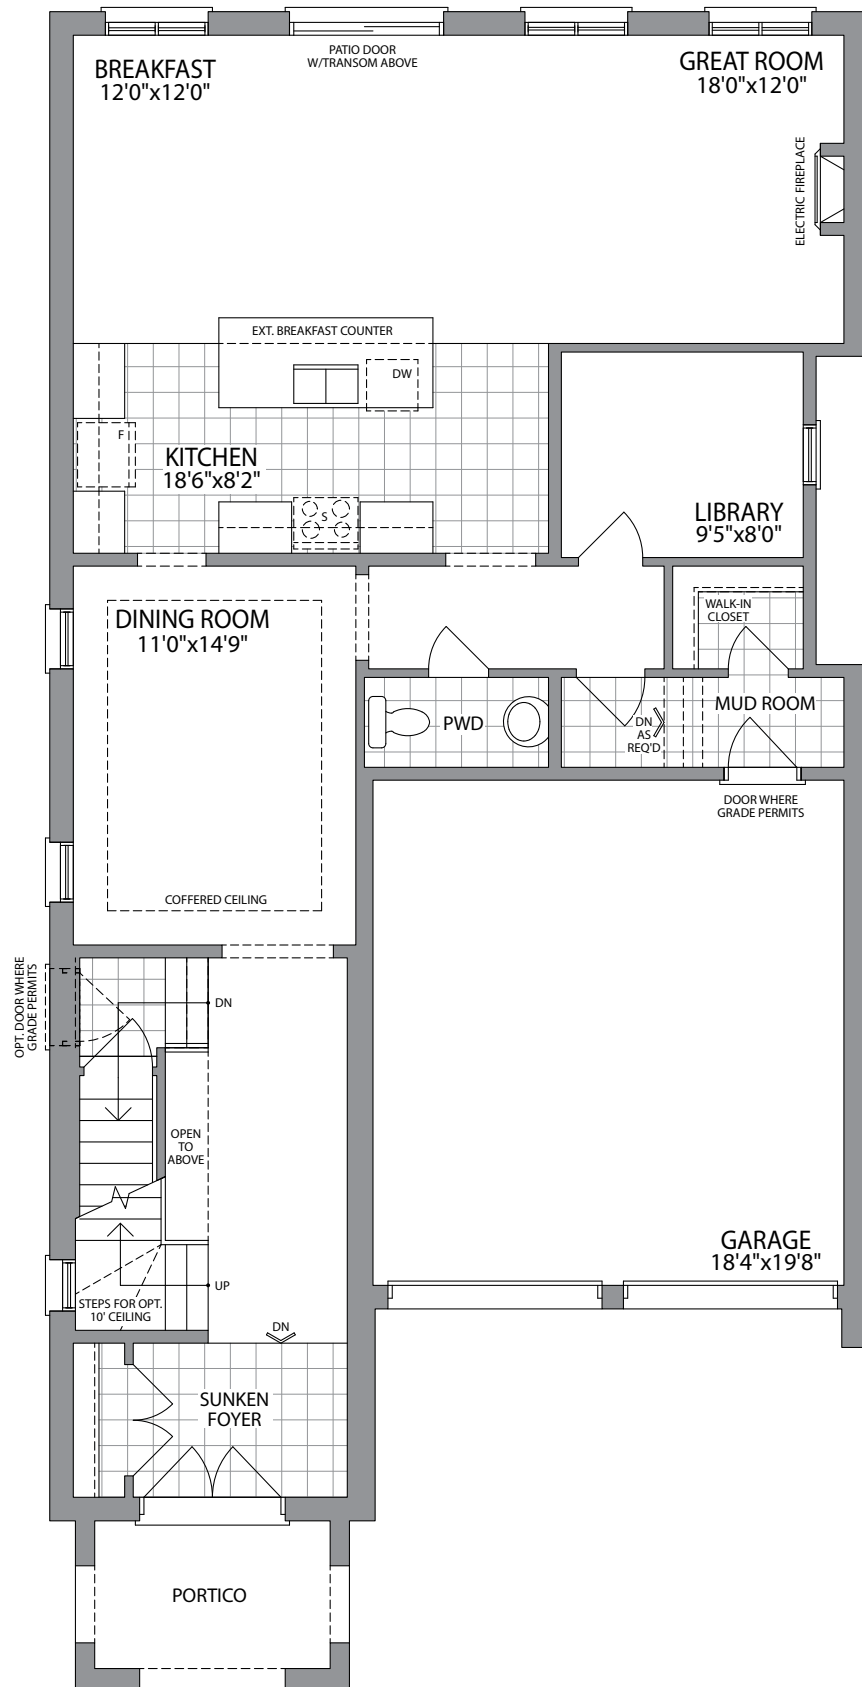 PATIO DOOR
W/TRANSOM ABOVE
BREAKFAST
12'0"x12'0"
GREAT ROOM
18'0"x12'0"
ELECTRIC FIREPLACE
EXT. BREAKFAST COUNTER
DW
F
KITCHEN
18'6"x8'2"
S
LIBRARY
9'5"x8'0"
DINING ROOM
11'0"x14'9"
WALK-IN
CLOSET
PWD
MUD ROOM
DN
AS
REQ'D
DOOR WHERE
GRADE PERMITS
COFFERED CEILING
OPT. DOOR WHERE
GRADE PERMITS
DN
OPEN
TO
ABOVE
GARAGE
18'4"x19'8"
UP
STEPS FOR OPT.
10' CEILING
DN
SUNKEN
FOYER
PORTICO